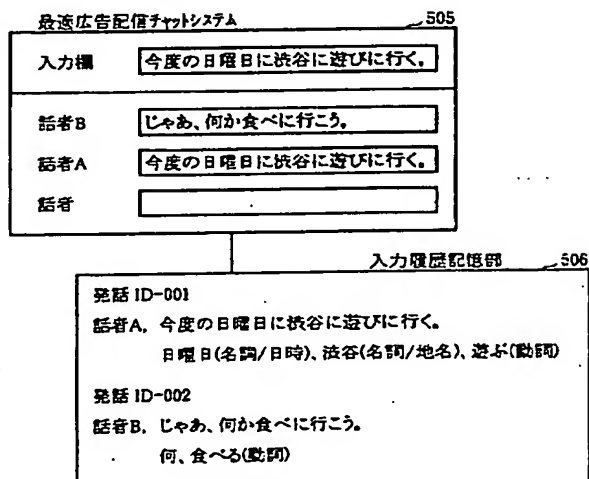 最適広告配信チャットシステム 505
入力欄 今度の日曜日に渋谷に遊びに行く。
話者B じゃあ、何か食べに行こう。
話者A 今度の日曜日に渋谷に遊びに行く。
話者
入力履歴記憶部 506
発話 ID-001
話者A, 今度の日曜日に渋谷に遊びに行く。
日曜日(名詞/日時)、渋谷(名詞/地名)、遊ぶ(動詞)
発話 ID-002
話者B, じゃあ、何か食べに行こう。
何、食べる(動詞)